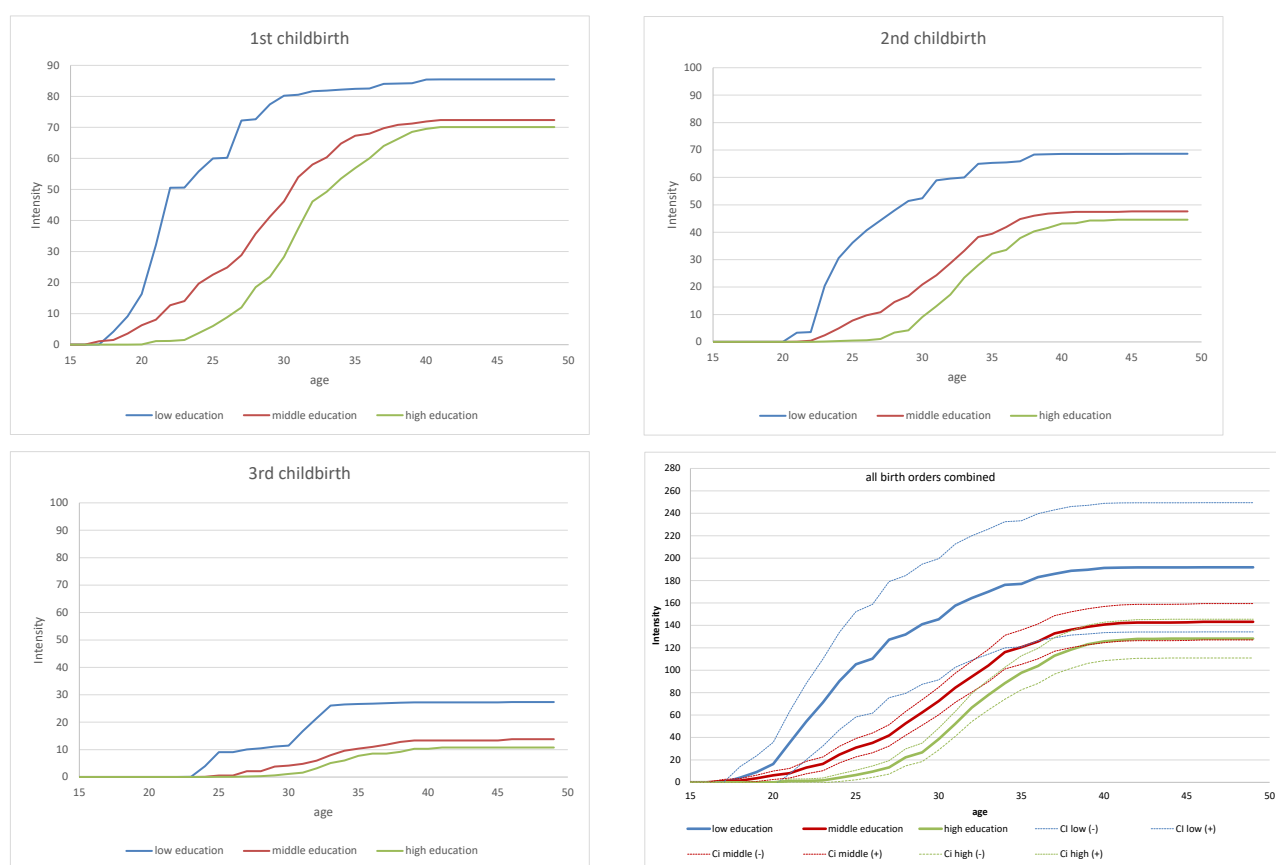 1st childbirth
90
80
70
60
50
40
30
20
10
0
Intensity
15 20 25 30 35 40 45 50
age
low education middle education high education
2nd childbirth
100
90
80
70
60
50
40
30
20
10
0
Intensity
15 20 25 30 35 40 45 50
age
low education middle education high education
3rd childbirth
100
90
80
70
60
50
40
30
20
10
0
Intensity
15 20 25 30 35 40 45 50
age
low education middle education high education
all birth orders combined
280
260
240
220
200
180
160
140
120
100
80
60
40
20
0
Intensity
15 20 25 30 35 40 45 50
age
low education middle education high education CI low (-) CI low (+)
Ci middle (-) Ci middle (+) Ci high (-) Ci high (+)